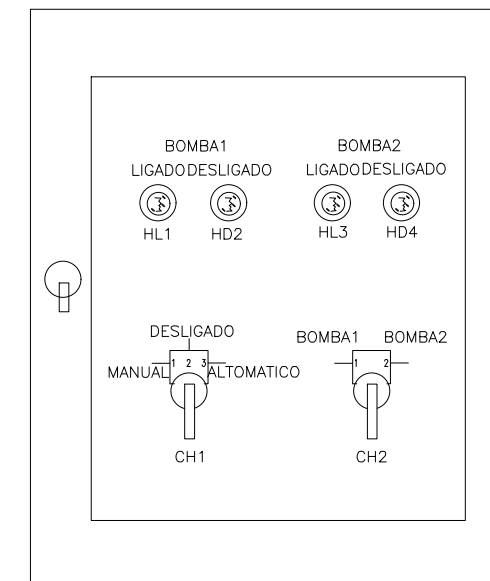 BOMBA1 BOMBA2
LIGADO DESLIGADO LIGADO DESLIGADO
HL1 HD2 HL3 HD4
DESLIGADO
BOMBA1 BOMBA2
1 2 3 1 2
MANUAL ALTOMATICO
CH1 CH2